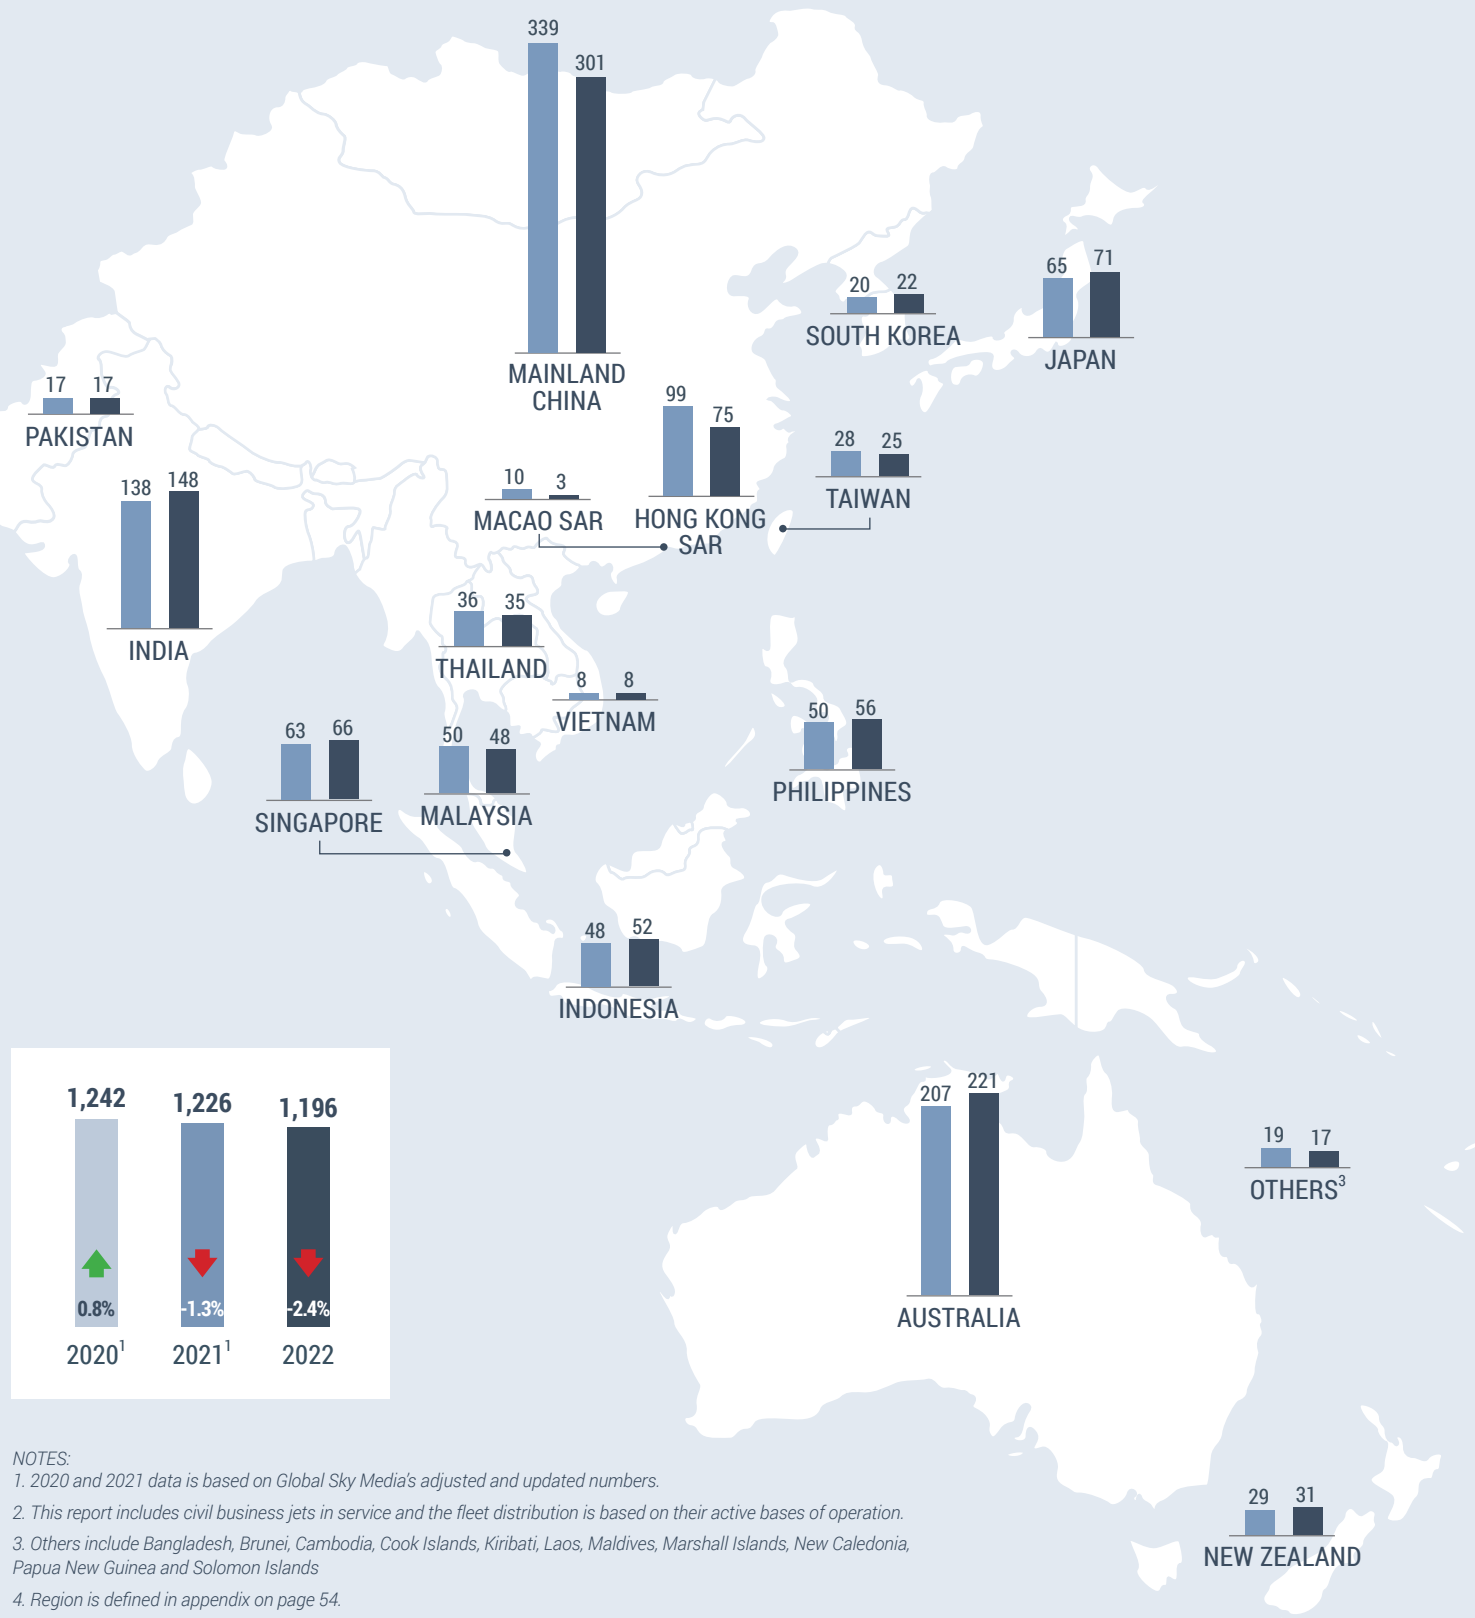 339
301
MAINLAND
CHINA
20
22
SOUTH KOREA
65
71
JAPAN
17
17
PAKISTAN
99
75
HONG KONG
SAR
28
25
TAIWAN
10
3
MACAO SAR
138
148
INDIA
36
35
THAILAND
8
8
VIETNAM
63
66
SINGAPORE
50
48
MALAYSIA
50
56
PHILIPPINES
48
52
INDONESIA
207
221
AUSTRALIA
19
17
OTHERS3
29
31
NEW ZEALAND
1,242
1,226
1,196
0.8%
-1.3%
-2.4%
20201
20211
2022
NOTES:
1. 2020 and 2021 data is based on Global Sky Media's adjusted and updated numbers.
2. This report includes civil business jets in service and the fleet distribution is based on their active bases of operation.
3. Others include Bangladesh, Brunei, Cambodia, Cook Islands, Kiribati, Laos, Maldives, Marshall Islands, New Caledonia,
Papua New Guinea and Solomon Islands
4. Region is defined in appendix on page 54.